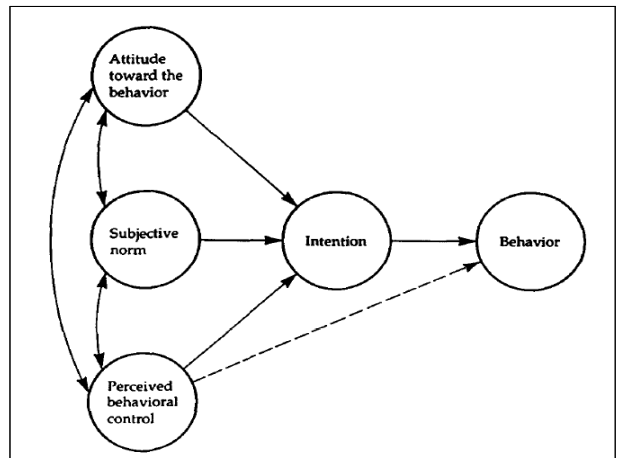 Attitude
toward the
behavior
Subjective
norm
Intention
Behavior
Perceived
behavioral
control